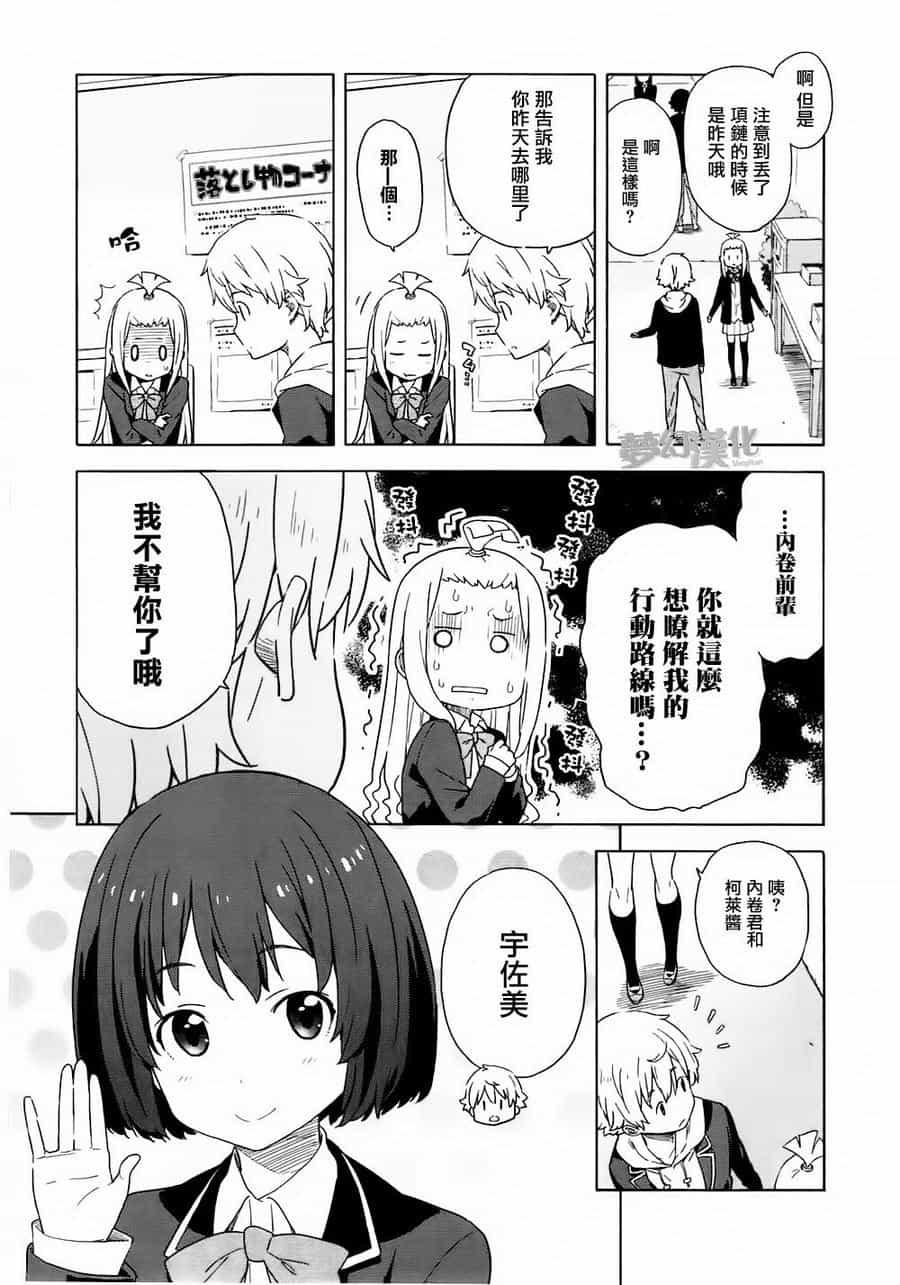 啊但是
注意到丟了
項鏈的時候
是昨天哦
啊
是這樣嗎?
那告訴我
你昨天去哪里了
那—個…
落とし物コーナ
哈
夢幻漢化
…內卷前輩
你就這麼
想瞭解我的
行動路線嗎…?
發抖
發抖
發抖
發抖
發抖
我不幫你了哦
咦?
內卷君和
柯萊醬
宇佐美